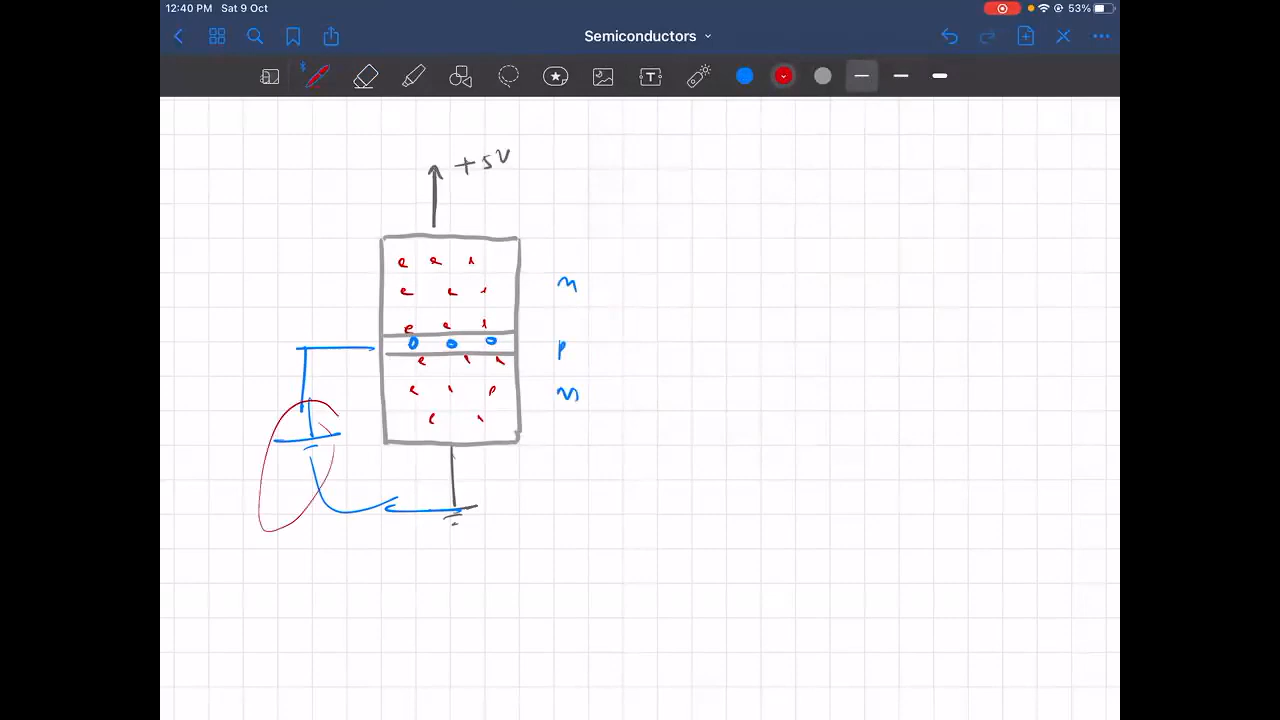 12:40 PM Sat 9 Oct
53%
Semiconductors
T
+5V
e e
e e
n
e e
p
e
e
n
e